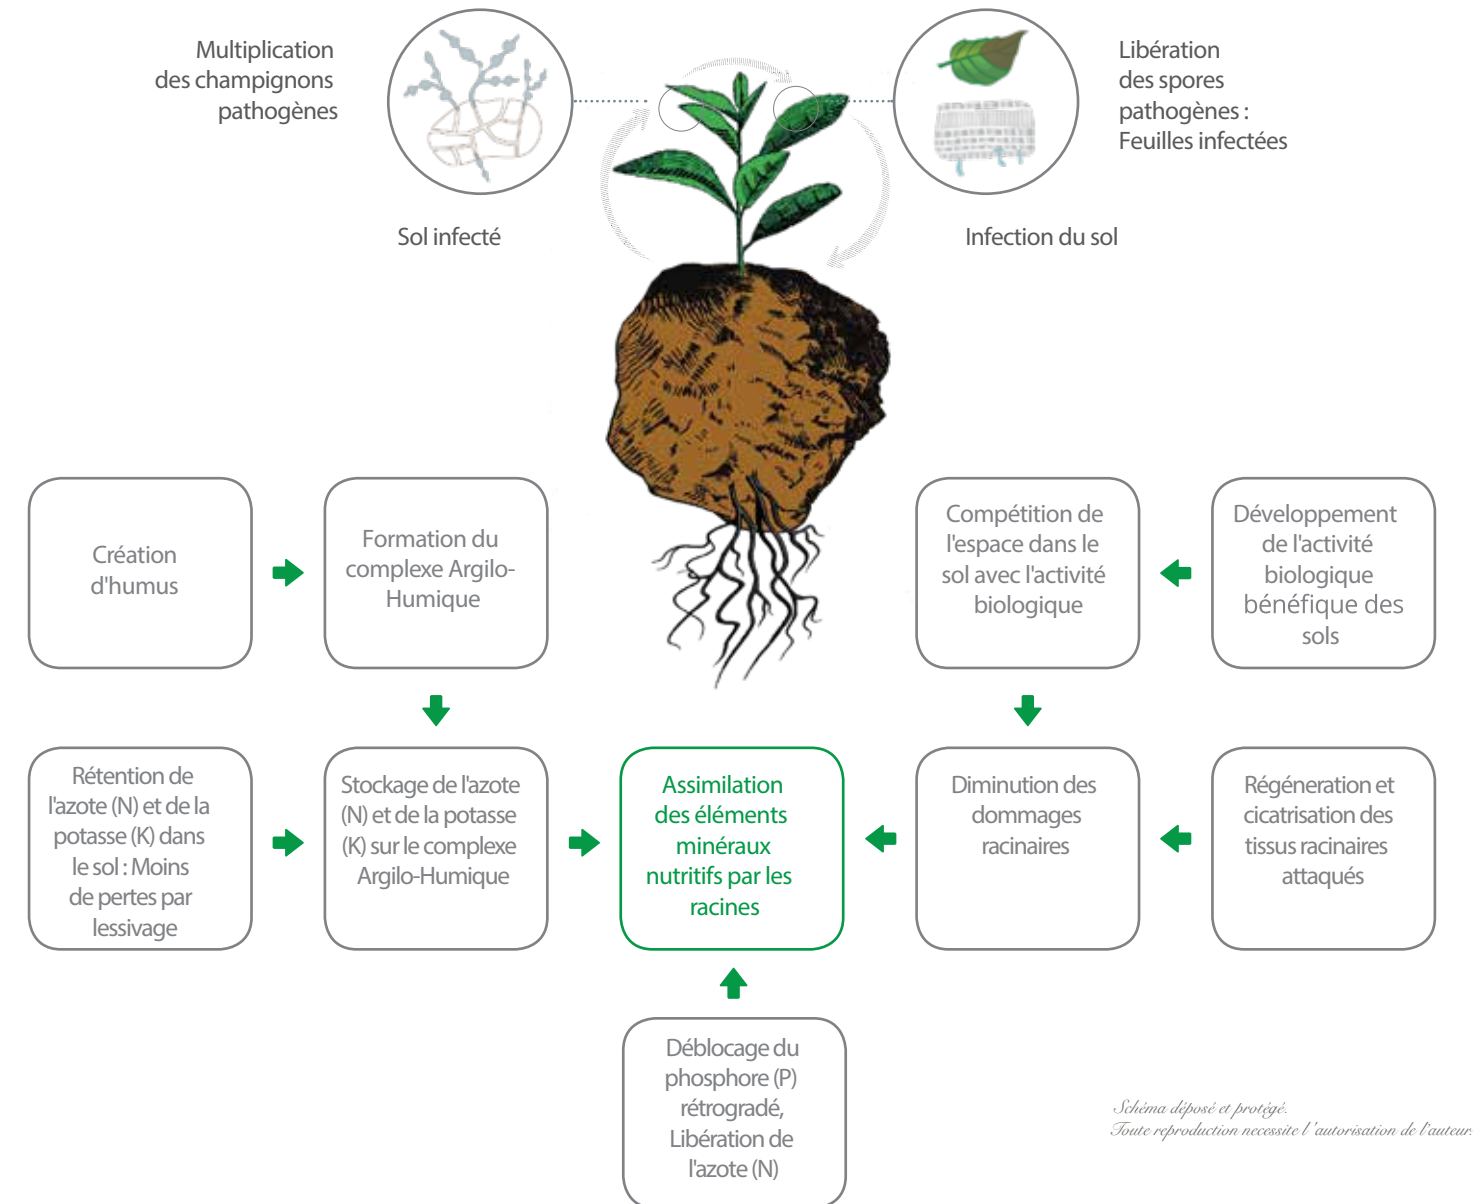 Multiplication
des champignons
pathogènes
Libération
des spores
pathogènes :
Feuilles infectées
Sol infecté
Infection du sol
Création
d'humus
Formation du
complexe Argilo-
Humique
Compétition de
l'espace dans le
sol avec l'activité
biologique
Développement
de l'activité
biologique
bénéfique des
sols
Rétention de
l'azote (N) et de la
potasse (K) dans
le sol : Moins
de pertes par
lessivage
Stockage de l'azote
(N) et de la potasse
(K) sur le complexe
Argilo-Humique
Assimilation
des éléments
minéraux
nutritifs par les
racines
Diminution des
dommages
racinaires
Régéneration et
cicatrisation des
tissus racinaires
attaqués
Déblocage du
phosphore (P)
rétrogradé,
Libération de
l'azote (N)
Schéma déposé et protégé.
Toute reproduction necessite l'autorisation de l'auteur.